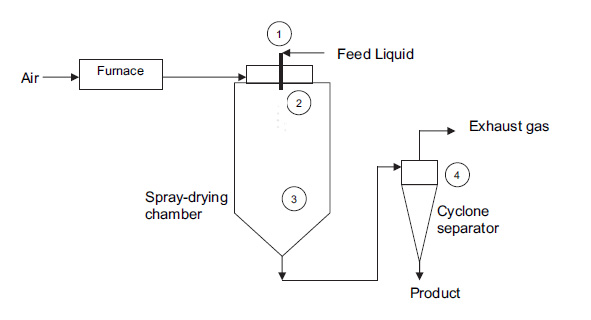 1
Feed Liquid
Air
Furnace
2
Exhaust gas
4
Spray-drying
chamber
3
Cyclone
separator
Product